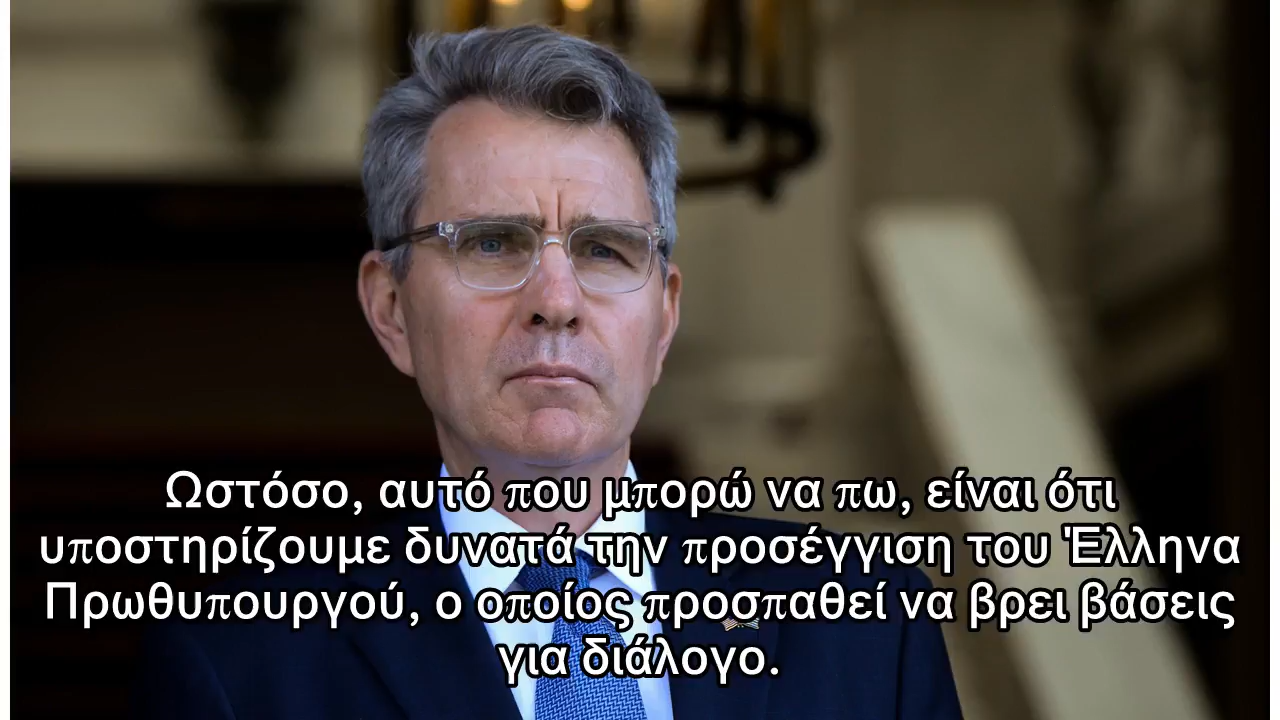 Ωστόσο, αυτό που μπορώ να πω, είναι ότι
υποστηρίζουμε δυνατά την προσέγγιση του Έλληνα
Πρωθυπουργού, ο οποίος προσπαθεί να βρει βάσεις
για διάλογο.